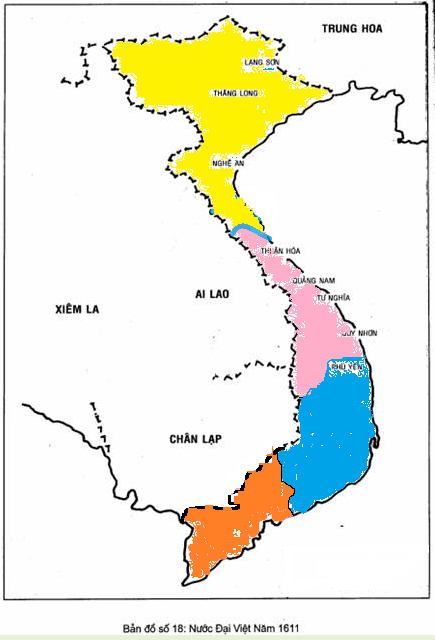 TRUNG HOA
LANG SƠN
THĂNG LONG
NGHỆ AN
THUẬN HÓA
QUẢNG NAM
AI LAO
TƯ NGHĨA
XIÊM LA
QUY NHƠN
PHÚ YÊN
CHÂN LẠP
Bản đồ số 18: Nước Đại Việt Năm 1611